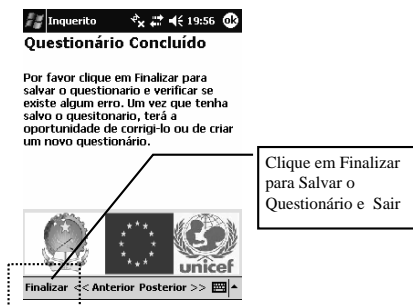 Inquerito 19:56 ok
Questionário Concluído
Por favor clique em Finalizar para
salvar o questionario e verificar se
existe algum erro. Um vez que tenha
salvo o quesitonario, terá a
oportunidade de corrigi-lo ou de criar
um novo questionário.
Clique em Finalizar
para Salvar o
Questionário e Sair
unicef
Finalizar << Anterior Posterior >>